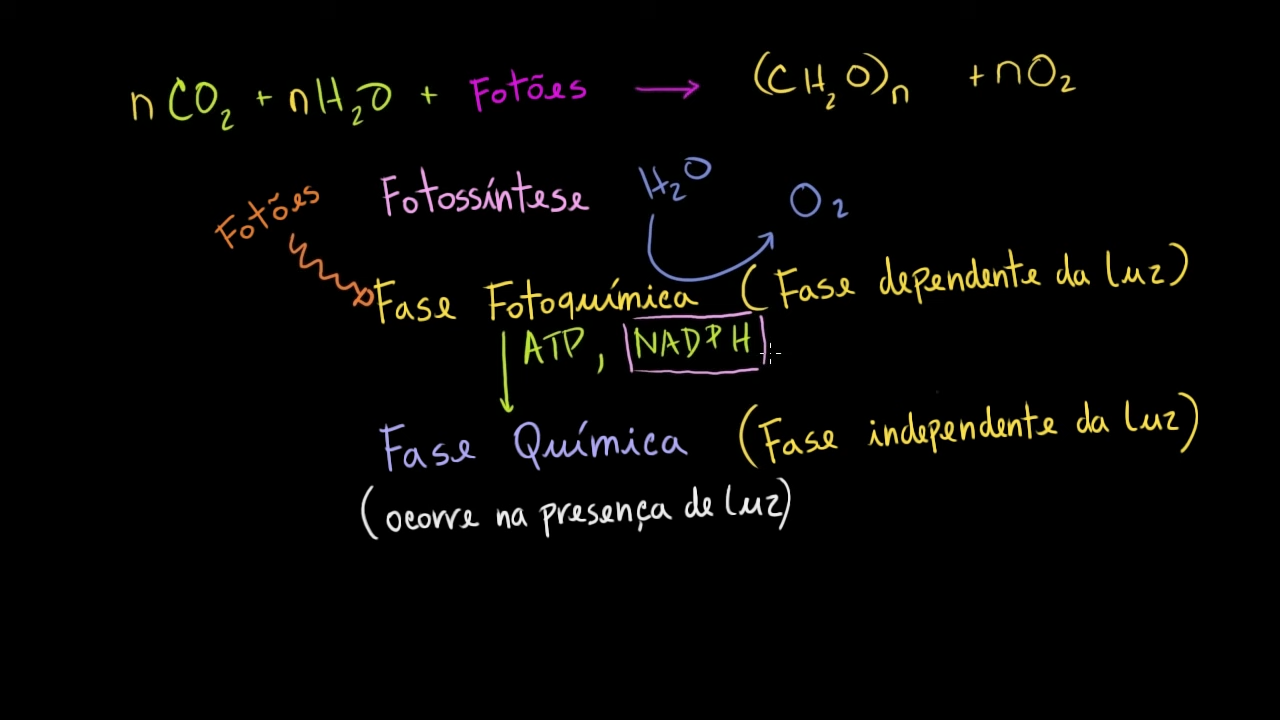 nCO₂ + nH₂O + Fotões → (CH₂O)n + nO₂
Fotões
Fotossíntese
H₂O
O₂
Fase Fotoquímica (Fase dependente da luz)
ATP, NADPH
Fase Química (Fase independente da luz)
(ocorre na presença de luz)